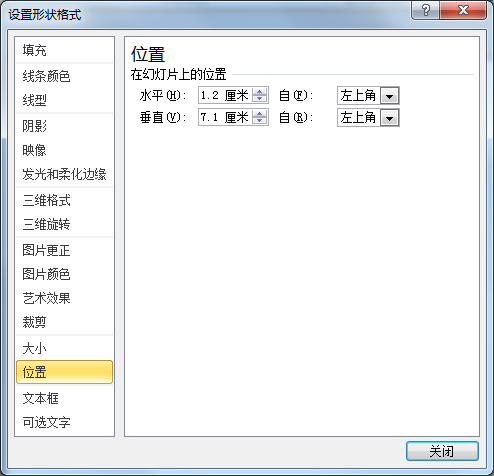 设置形状格式
填充
线条颜色
线型
阴影
映像
发光和柔化边缘
三维格式
三维旋转
图片更正
图片颜色
艺术效果
裁剪
大小
位置
文本框
可选文字
位置
在幻灯片上的位置
水平(H): 1.2 厘米 自(F): 左上角
垂直(V): 7.1 厘米 自(R): 左上角
关闭